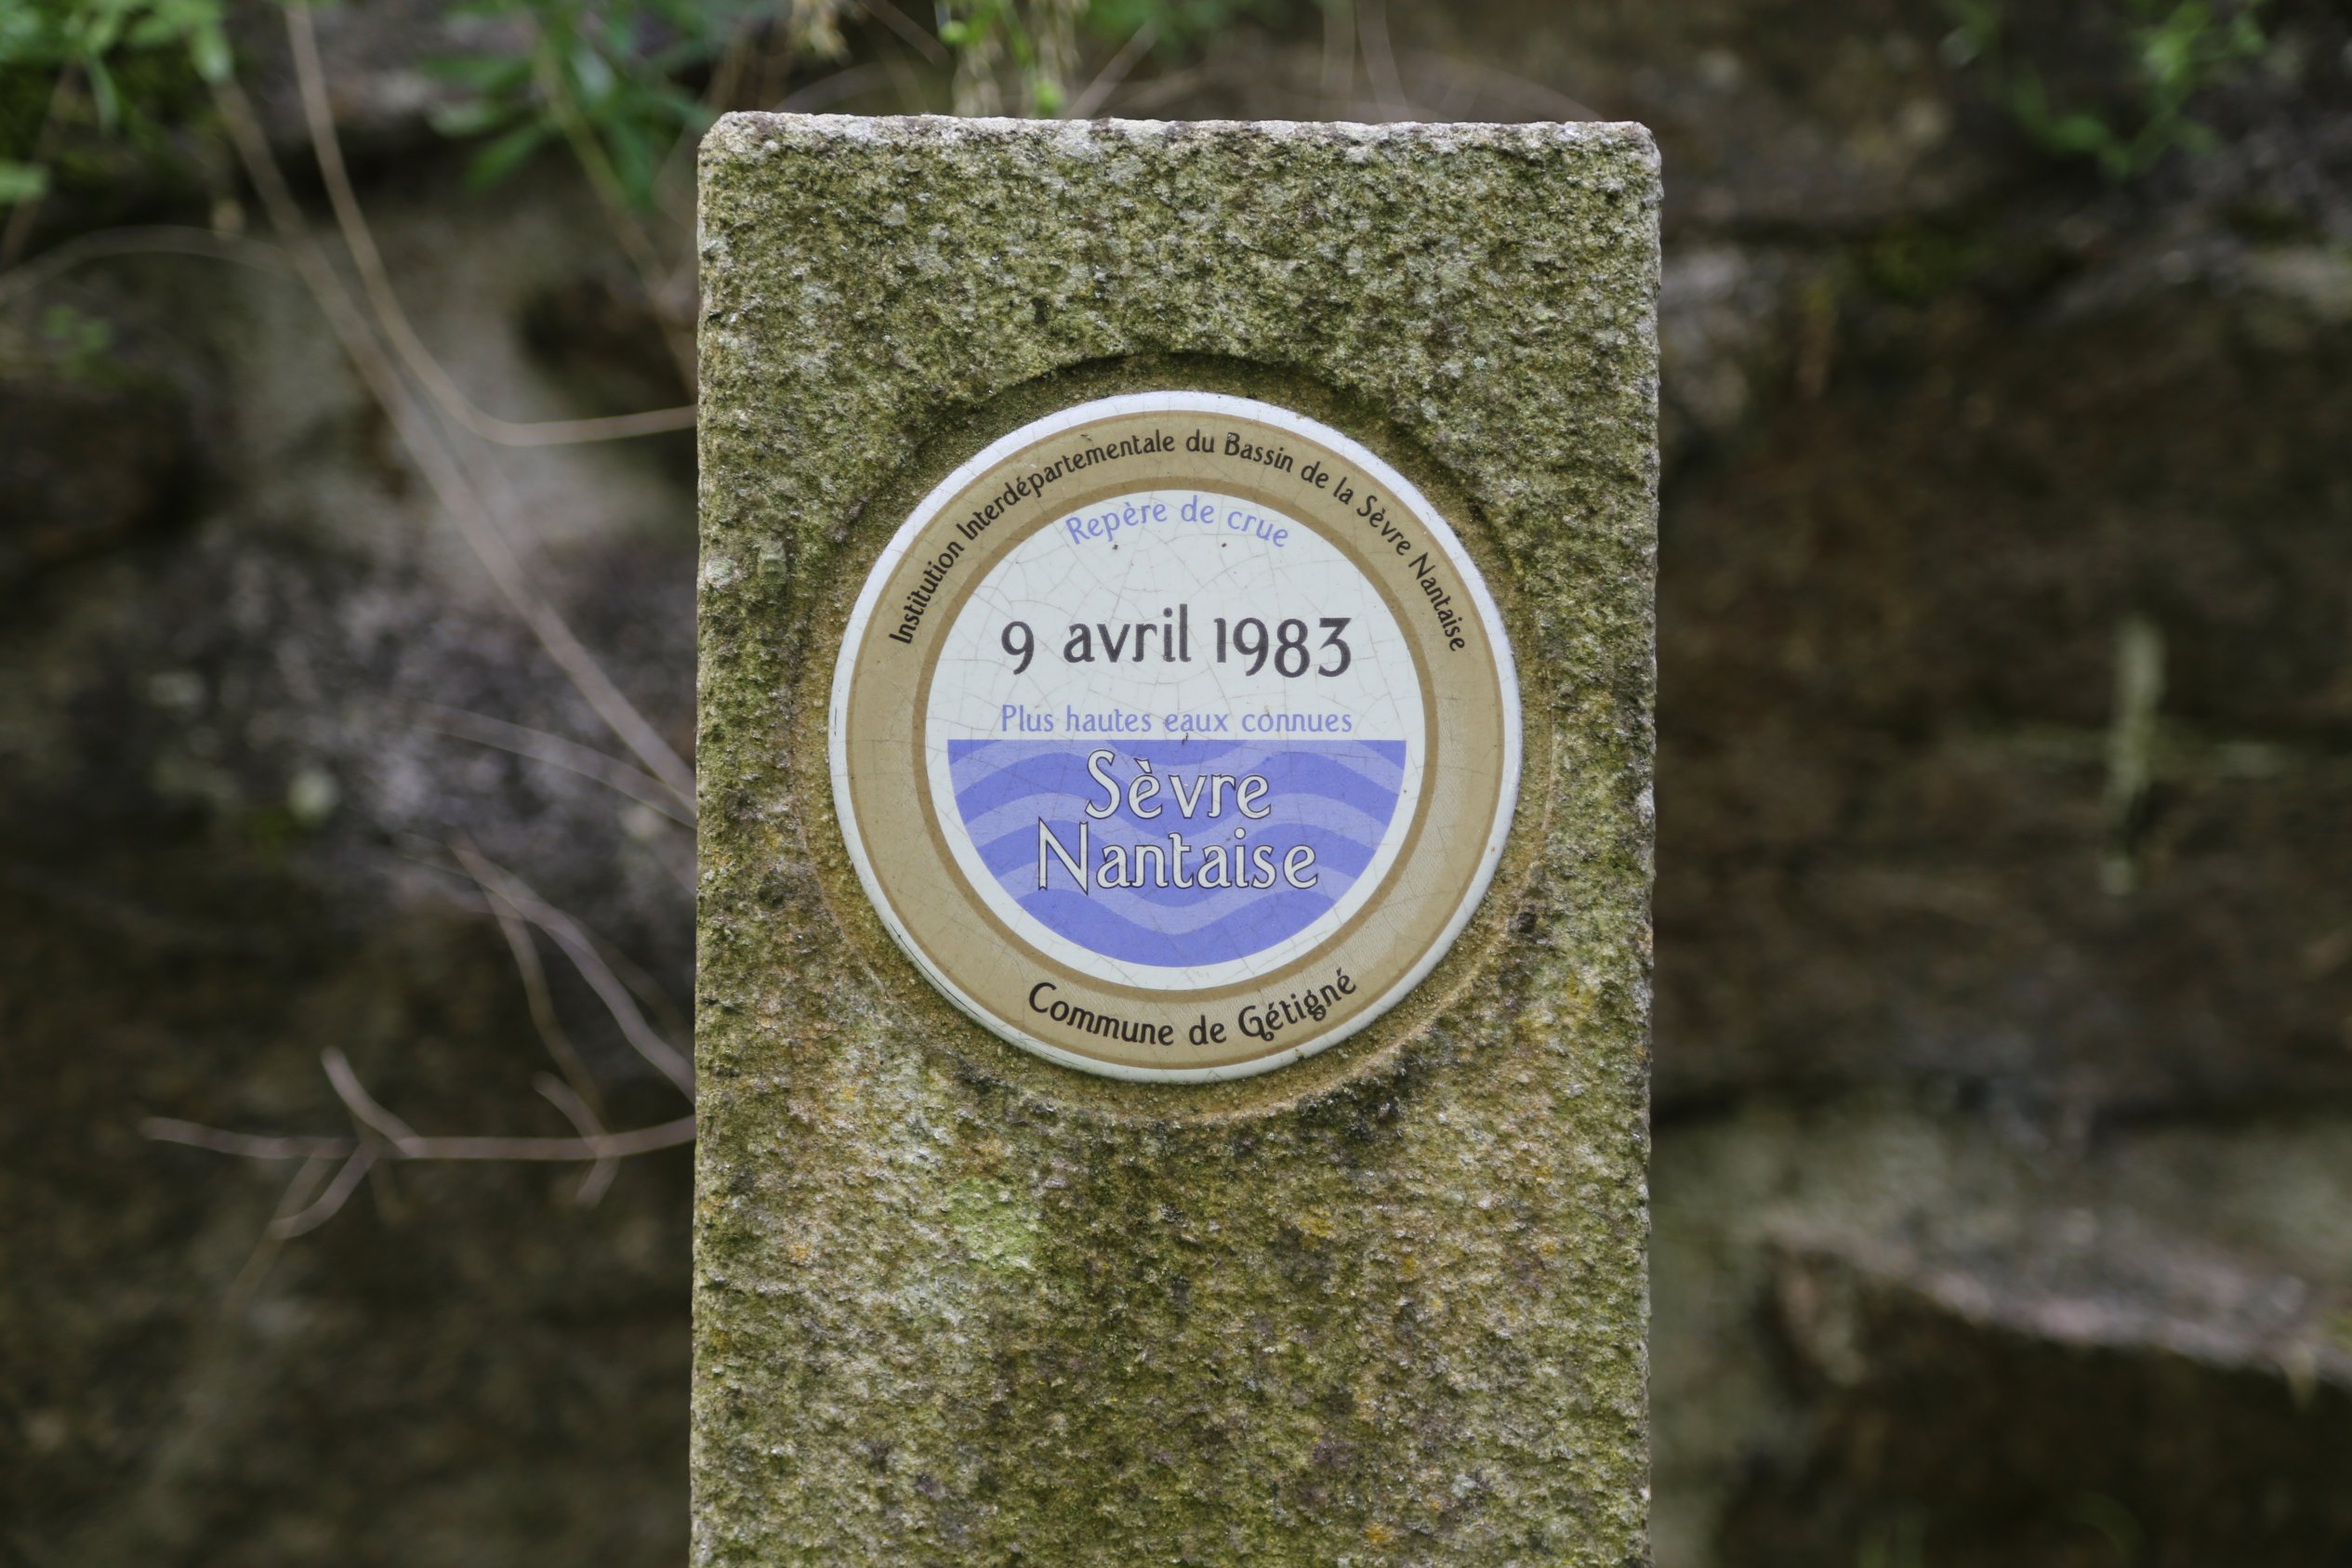 Institution Interdépartementale du Bassin de la Sèvre Nantaise
Repère de crue
9 avril 1983
Plus hautes eaux connues
Sèvre
Nantaise
Commune de Gétigné